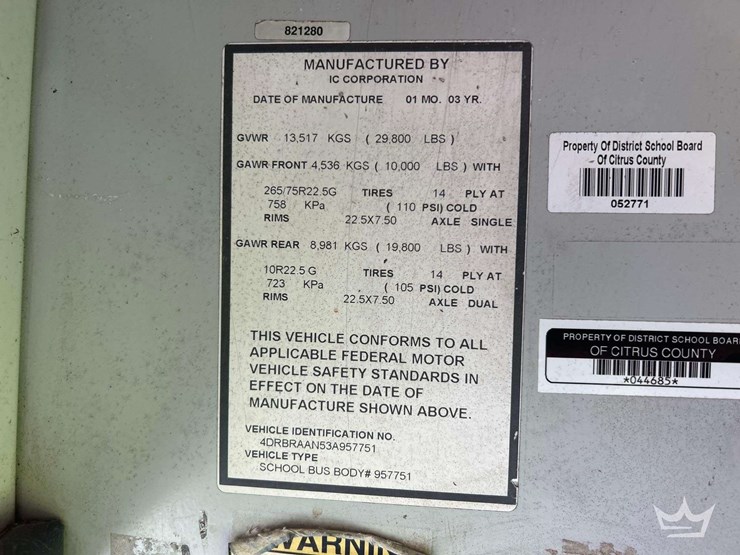 821280
MANUFACTURED BY
IC CORPORATION
DATE OF MANUFACTURE 01 MO. 03 YR.
GVWR 13,517 KGS ( 29,800 LBS )
GAWR FRONT 4,536 KGS ( 10,000 LBS ) WITH
265/75R22.5G TIRES 14 PLY AT
758 KPa ( 110 PSI) COLD
RIMS 22.5X7.50 AXLE SINGLE
GAWR REAR 8,981 KGS ( 19,800 LBS ) WITH
10R22.5 G TIRES 14 PLY AT
723 KPa ( 105 PSI) COLD
RIMS 22.5X7.50 AXLE DUAL
THIS VEHICLE CONFORMS TO ALL
APPLICABLE FEDERAL MOTOR
VEHICLE SAFETY STANDARDS IN
EFFECT ON THE DATE OF
MANUFACTURE SHOWN ABOVE.
VEHICLE IDENTIFICATION NO.
4DRBRAAN53A957751
VEHICLE TYPE
SCHOOL BUS BODY# 957751
Property Of District School Board
Of Citrus County
052771
PROPERTY OF DISTRICT SCHOOL BOAR
OF CITRUS COUNTY
*044685*